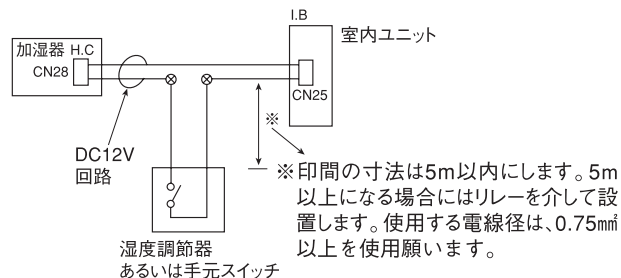 I.B
室内ユニット
加湿器 H.C
CN28
CN25
※
DC12V
回路
※印間の寸法は5m以内にします。5m
以上になる場合にはリレーを介して設
置します。使用する電線径は、0.75m㎡
以上を使用願います。
湿度調節器
あるいは手元スイッチ